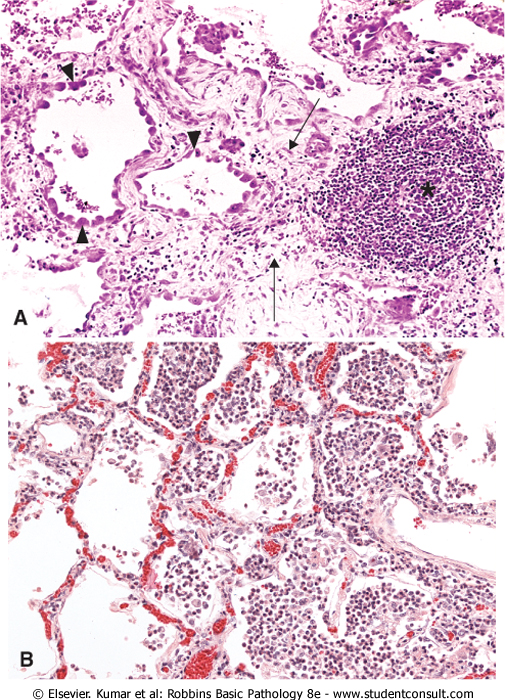 *
A
B
© Elsevier. Kumar et al: Robbins Basic Pathology 8e - www.studentconsult.com